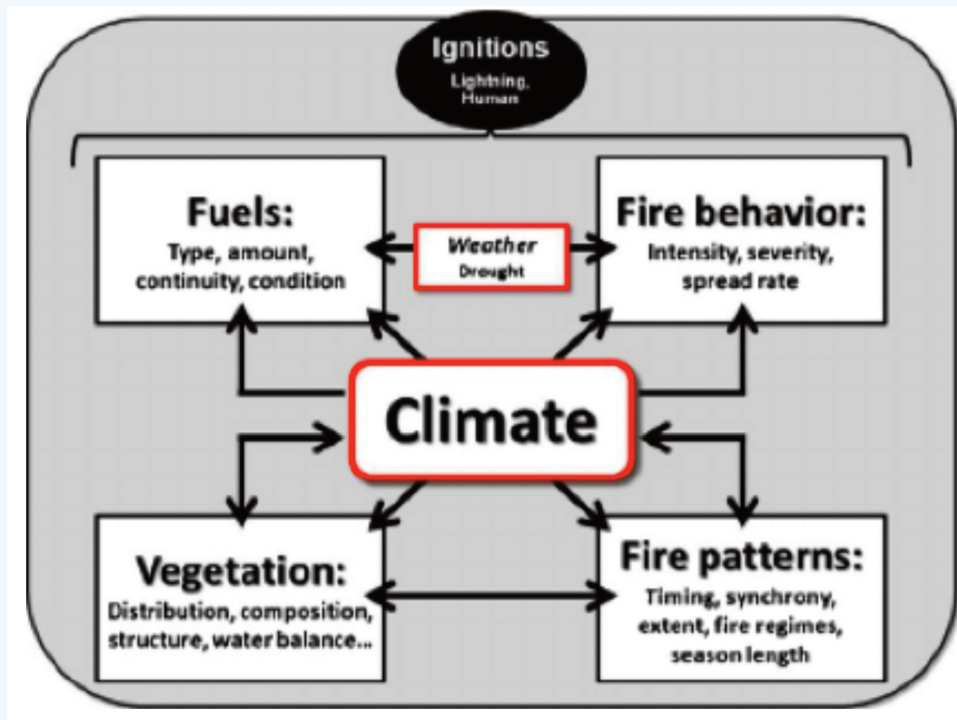 Ignitions
Lightning,
Human
Fuels:
Type, amount,
continuity, condition
Weather
Drought
Fire behavior:
Intensity, severity,
spread rate
Climate
Vegetation:
Distribution, composition,
structure, water balance...
Fire patterns:
Timing, synchrony,
extent, fire regimes,
season length